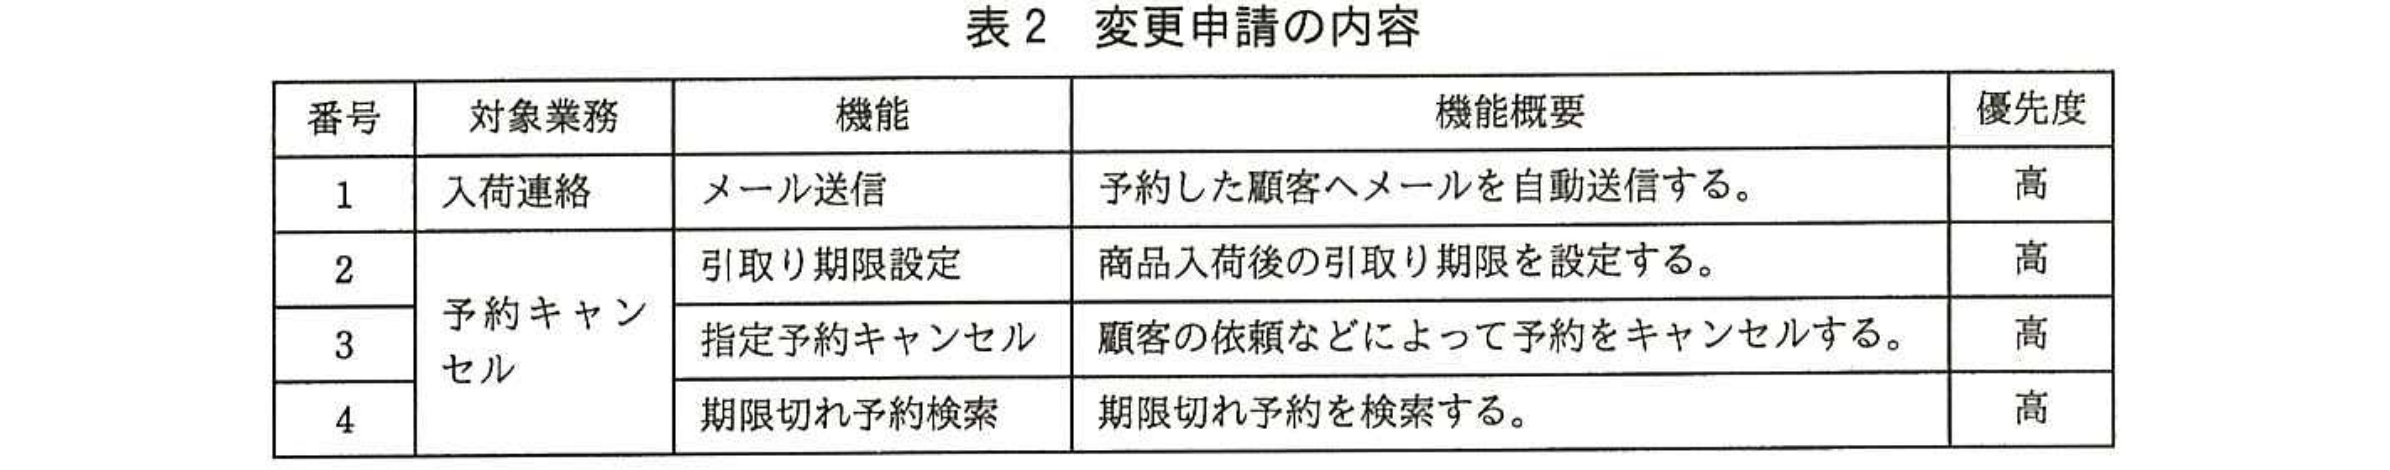 表2 変更申請の内容
番号 対象業務 機能 機能概要 優先度
1 入荷連絡 メール送信 予約した顧客へメールを自動送信する。 高
2 予約キャンセル 引取り期限設定 商品入荷後の引取り期限を設定する。 高
3 指定予約キャンセル 顧客の依頼などによって予約をキャンセルする。 高
4 期限切れ予約検索 期限切れ予約を検索する。 高